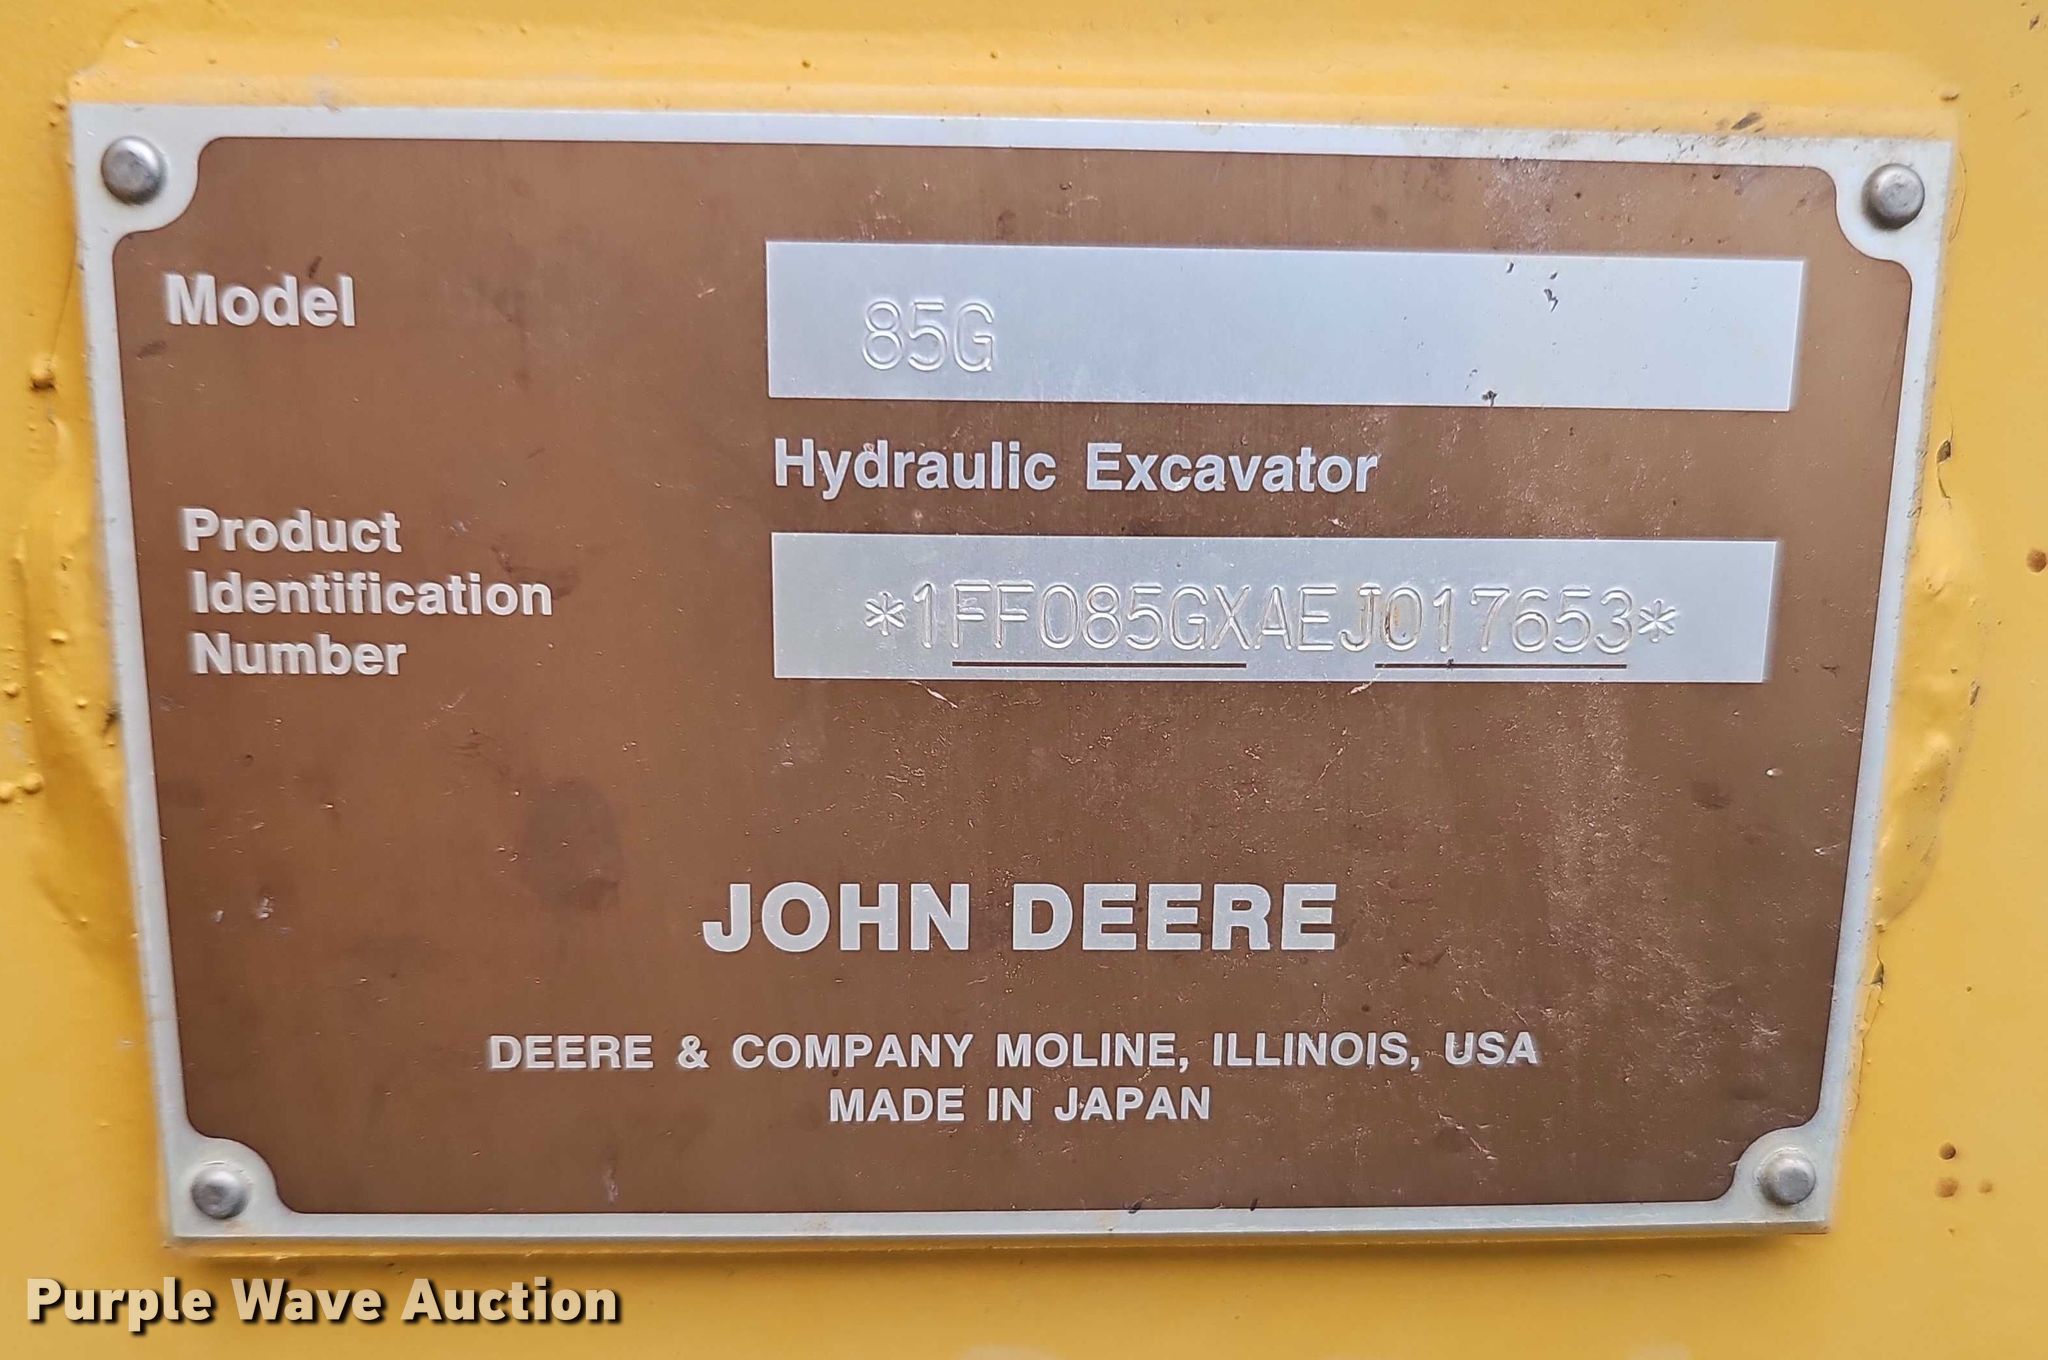 Model
85G
Hydraulic Excavator
Product
Identification
Number
*1FF085GXAEJ017653*
JOHN DEERE
DEERE & COMPANY MOLINE, ILLINOIS, USA
MADE IN JAPAN
Purple Wave Auction